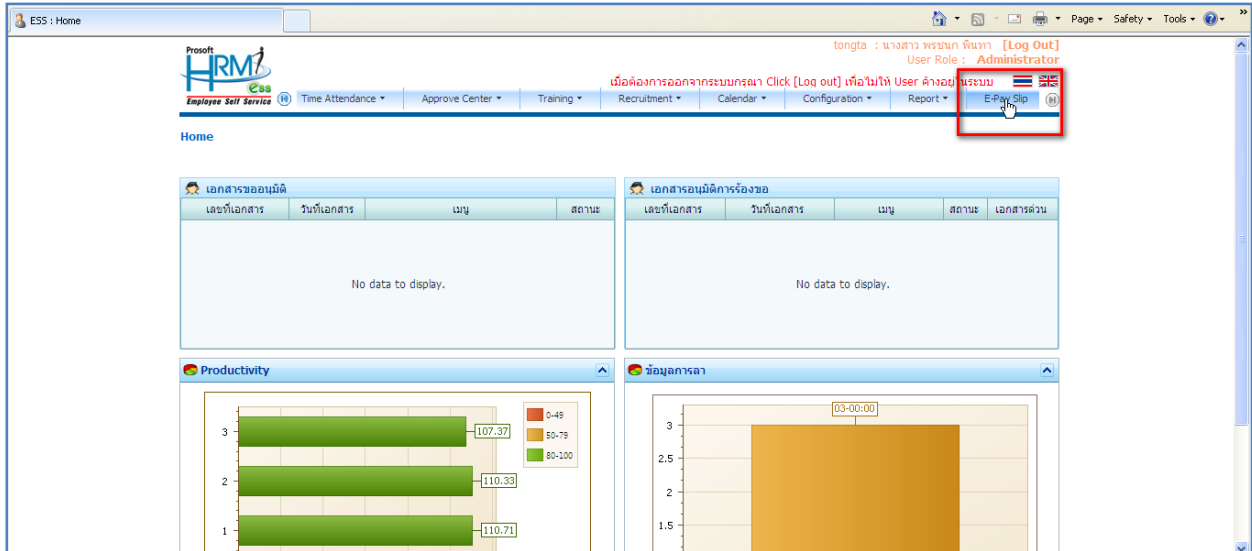 ESS : Home
Page Safety Tools
Prosoft
HRMI
ess
Employee Self Service
tongta : นางสาว พรชนก พินทา [Log Out]
User Role : Administrator
เมื่อต้องการออกจากระบบกรุณา Click [Log out] เพื่อไม่ให้ User ค้างอยู่ในระบบ
Time Attendance Approve Center Training Recruitment Calendar Configuration Report E-Pay Slip
Home
เอกสารขออนุมัติ
เลขที่เอกสาร วันที่เอกสาร เมนู สถานะ
No data to display.
เอกสารอนุมัติการร้องขอ
เลขที่เอกสาร วันที่เอกสาร เมนู สถานะ เอกสารด่วน
No data to display.
Productivity
0-49
50-79
80-100
3 107.37
2 110.33
1 110.71
ข้อมูลการลา
03-00:00
3
2.5
2
1.5